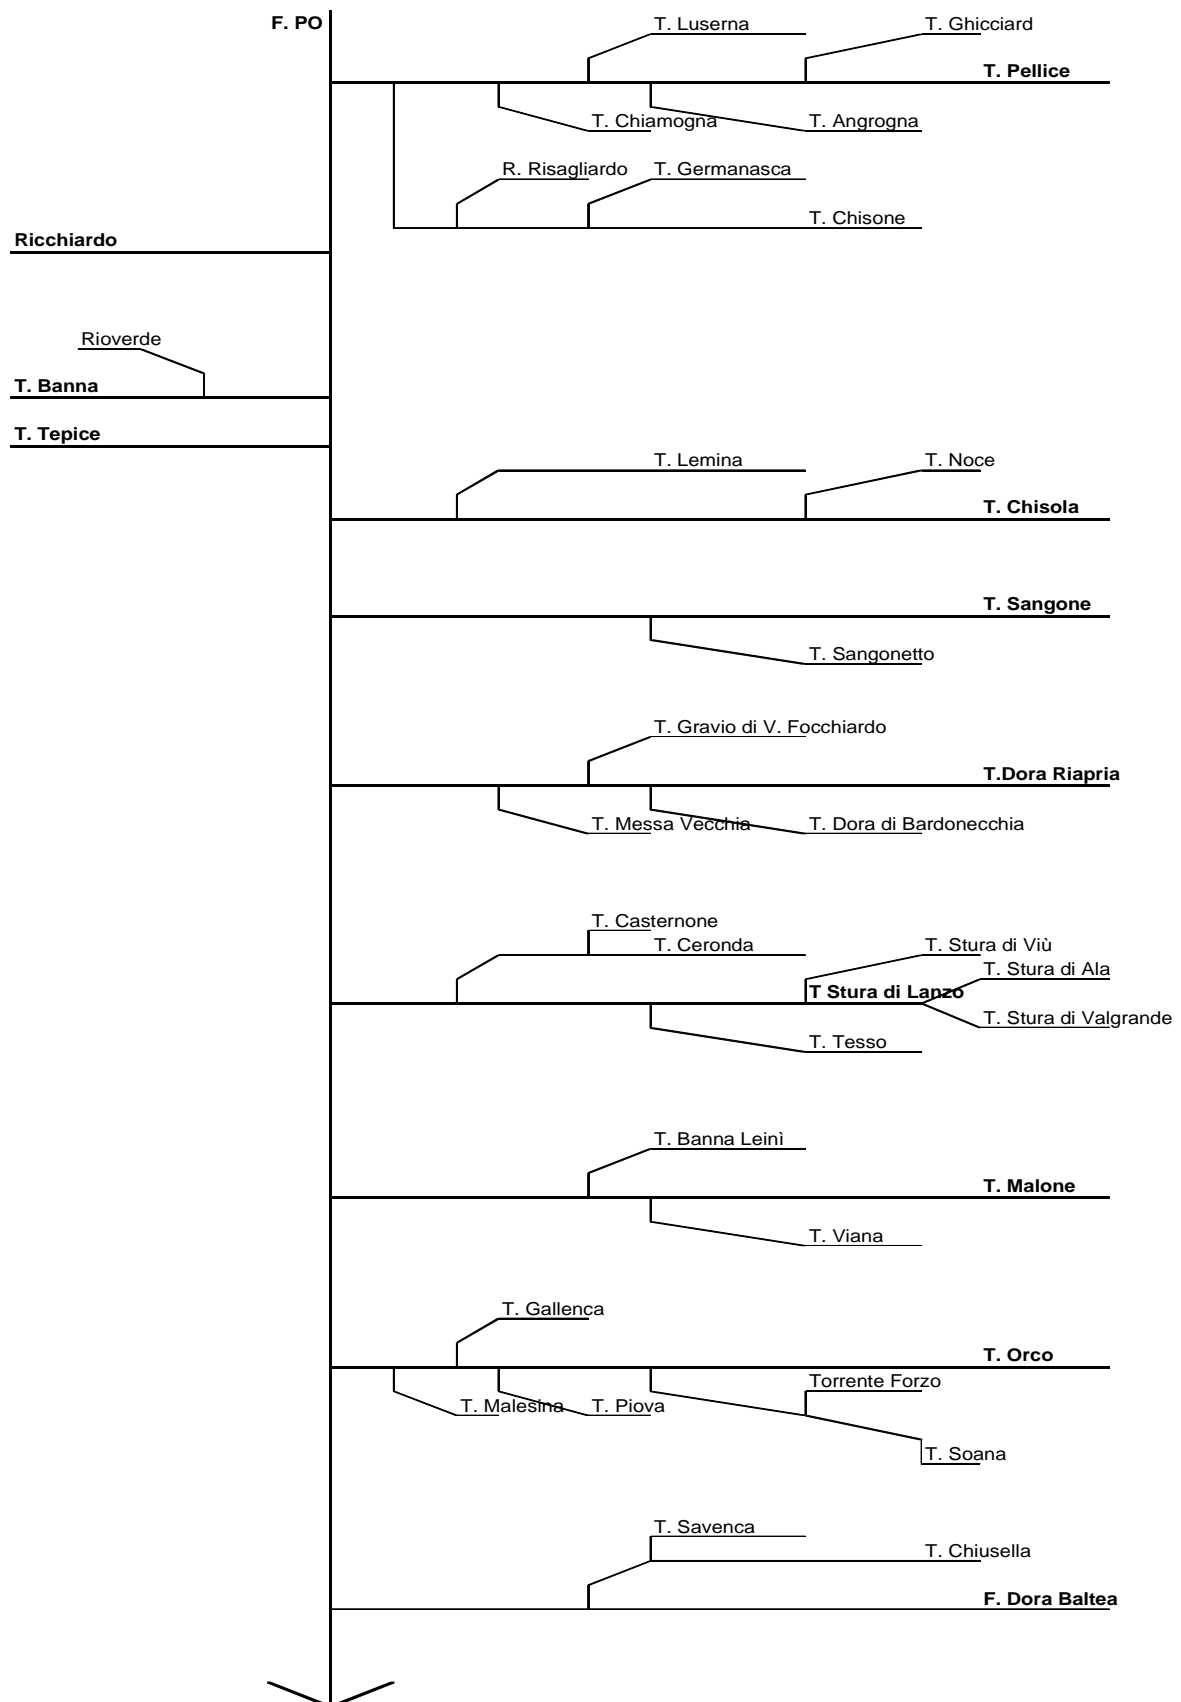 F. PO
T. Luserna
T. Ghicciard
T. Pellice
T. Chiamogna
T. Angrogna
R. Risagliardo
T. Germanasca
T. Chisone
Ricchiardo
Rioverde
T. Banna
T. Tepice
T. Lemina
T. Noce
T. Chisola
T. Sangone
T. Sangonetto
T. Gravio di V. Focchiardo
T.Dora Riapria
T. Messa Vecchia
T. Dora di Bardonecchia
T. Casternone
T. Ceronda
T. Stura di Viù
T. Stura di Ala
T Stura di Lanzo
T. Stura di Valgrande
T. Tesso
T. Banna Leinì
T. Malone
T. Viana
T. Gallenca
T. Orco
Torrente Forzo
T. Malesina
T. Piova
T. Soana
T. Savenca
T. Chiusella
F. Dora Baltea